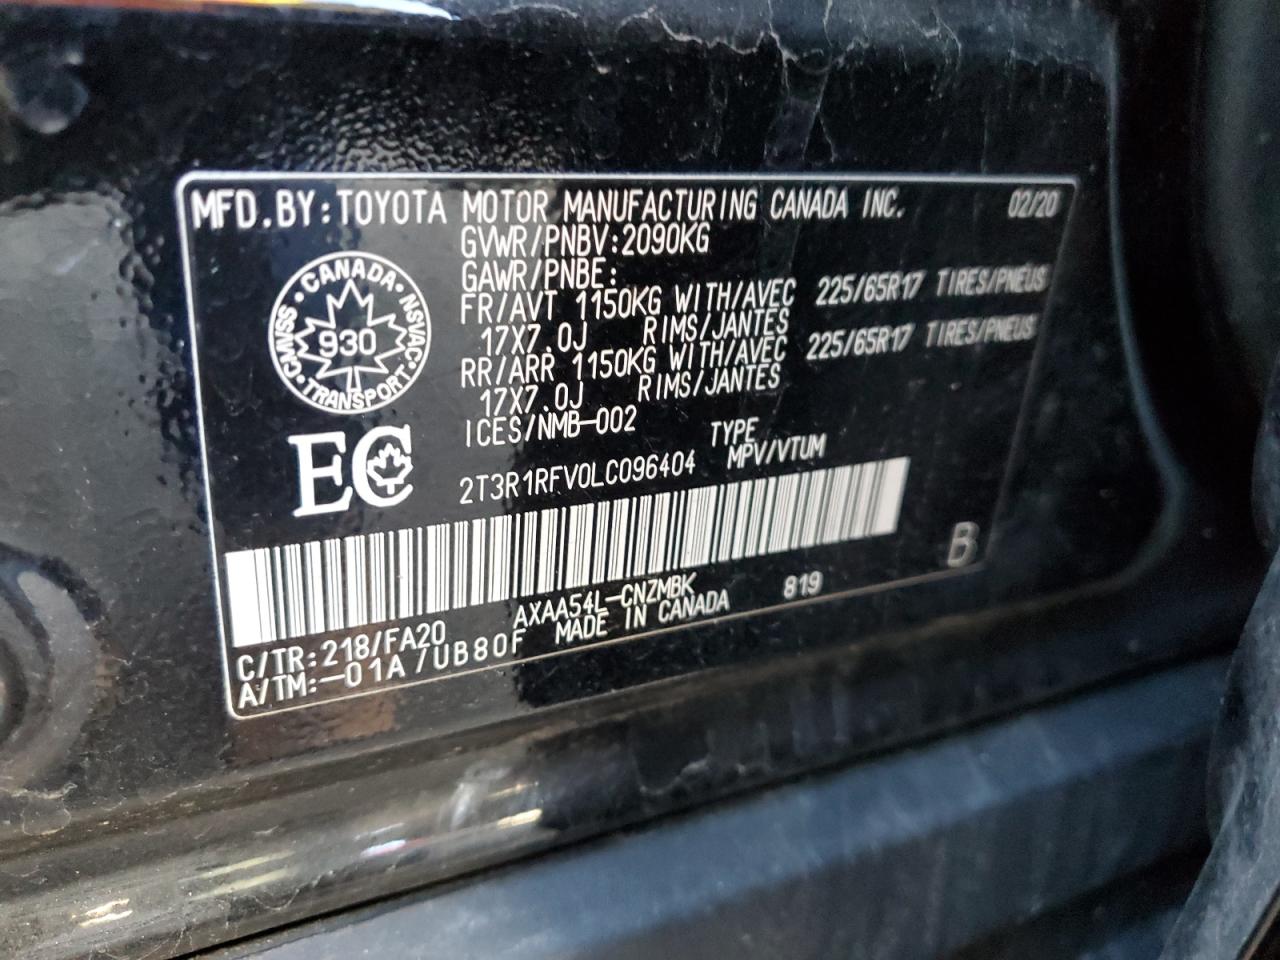 MFD.BY:TOYOTA MOTOR MANUFACTURING CANADA INC. 02/20
GVWR/PNBV:2090KG
GAWR/PNBE:
FR/AVT 1150KG WITH/AVEC 225/65R17 TIRES/PNEUS
17X7.0J RIMS/JANTES
RR/ARR 1150KG WITH/AVEC 225/65R17 TIRES/PNEUS
17X7.0J RIMS/JANTES
ICES/NMB-002
CANADA · NSVAC · TRANSPORT · CMVSS
930
EC
2T3R1RFV0LC096404
TYPE
MPV/VTUM
B
AXAA54L-CNZMBK 819
C/TR:218/FA20 MADE IN CANADA
A/TM:-01A/UB80F